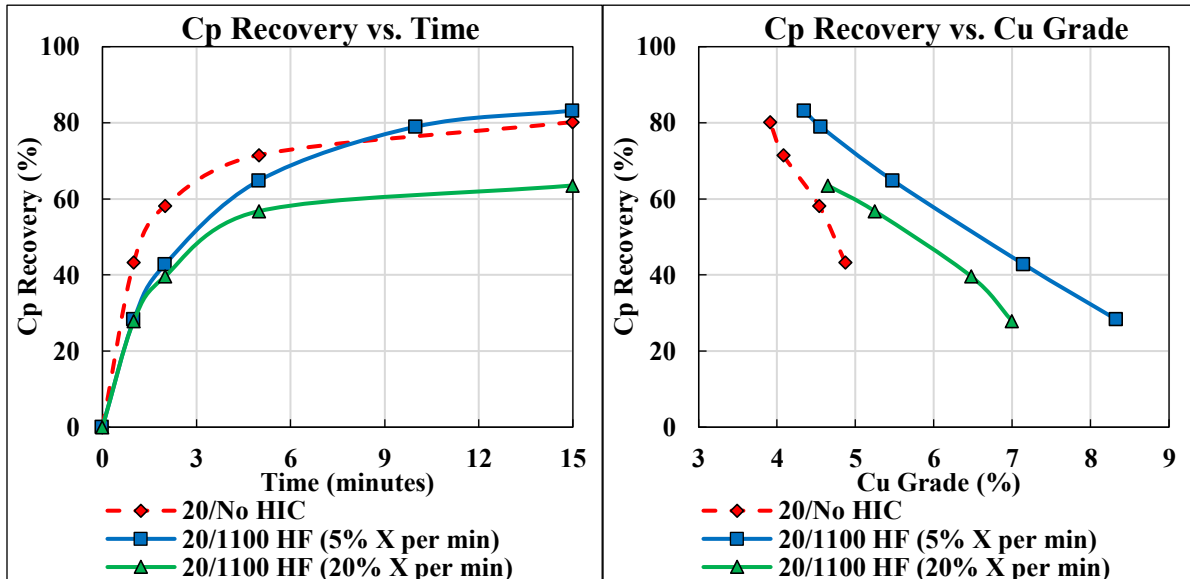 Cp Recovery vs. Time
100
80
60
40
20
0
Cp Recovery (%)
0 3 6 9 12 15
Time (minutes)
20/No HIC
20/1100 HF (5% X per min)
20/1100 HF (20% X per min)
Cp Recovery vs. Cu Grade
100
80
60
40
20
0
Cp Recovery (%)
3 4 5 6 7 8 9
Cu Grade (%)
20/No HIC
20/1100 HF (5% X per min)
20/1100 HF (20% X per min)